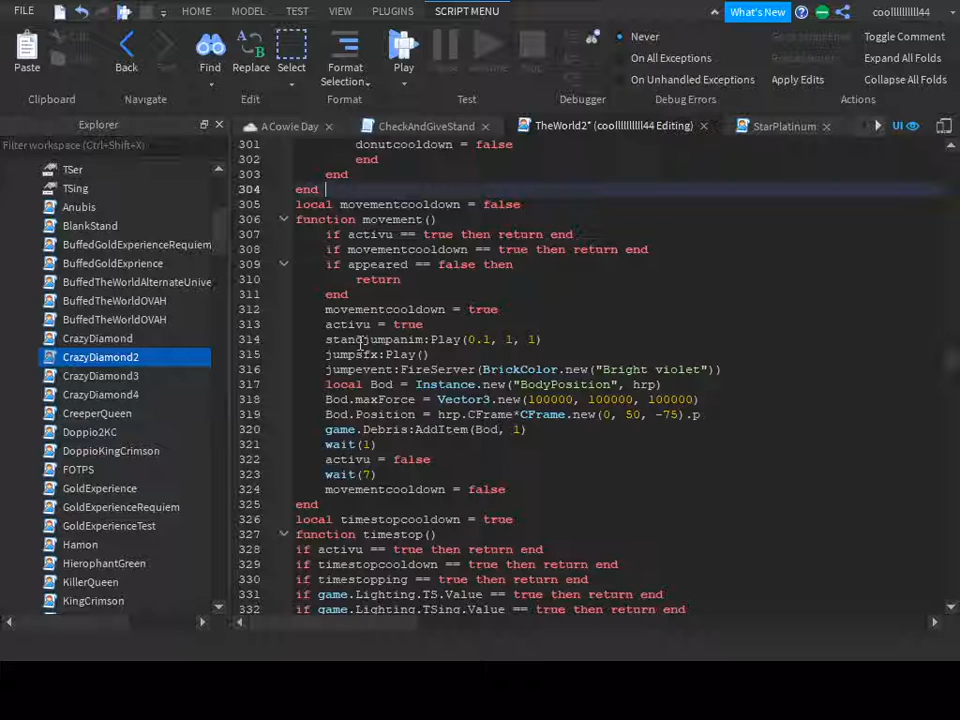 FILE HOME MODEL TEST VIEW PLUGINS SCRIPT MENU What's New coolllllllll44
Paste Back Find Replace Select Format Selection Play
Never
On All Exceptions
On Unhandled Exceptions
Apply Edits
Toggle Comment
Expand All Folds
Collapse All Folds
Clipboard Navigate Edit Format Test Debugger Debug Errors Actions
Explorer
A Cowie Day CheckAndGiveStand TheWorld2* (coolllllllll44 Editing) StarPlatinum UI
Filter workspace (Ctrl+Shift+X)
TSer
TSing
Anubis
BlankStand
BuffedGoldExperienceRequiem
BuffedGoldExprience
BuffedTheWorldAlternateUnive
BuffedTheWorldOVAH
BuffedTheWorldOVAH
CrazyDiamond
CrazyDiamond2
CrazyDiamond3
CrazyDiamond4
CreeperQueen
Doppio2KC
DoppioKingCrimson
FOTPS
GoldExperience
GoldExperienceRequiem
GoldExperienceTest
Hamon
HierophantGreen
KillerQueen
KingCrimson
301 donutcooldown = false
302 end
303 end
304 end
305 local movementcooldown = false
306 function movement()
307 if activu == true then return end
308 if movementcooldown == true then return end
309 if appeared == false then
310 return
311 end
312 movementcooldown = true
313 activu = true
314 standjumpanim:Play(0.1, 1, 1)
315 jumpsfx:Play()
316 jumpevent:FireServer(BrickColor.new("Bright violet"))
317 local Bod = Instance.new("BodyPosition", hrp)
318 Bod.maxForce = Vector3.new(100000, 100000, 100000)
319 Bod.Position = hrp.CFrame*CFrame.new(0, 50, -75).p
320 game.Debris:AddItem(Bod, 1)
321 wait(1)
322 activu = false
323 wait(7)
324 movementcooldown = false
325 end
326 local timestopcooldown = true
327 function timestop()
328 if activu == true then return end
329 if timestopcooldown == true then return end
330 if timestopping == true then return end
331 if game.Lighting.TS.Value == true then return end
332 if game.Lighting.TSing.Value == true then return end